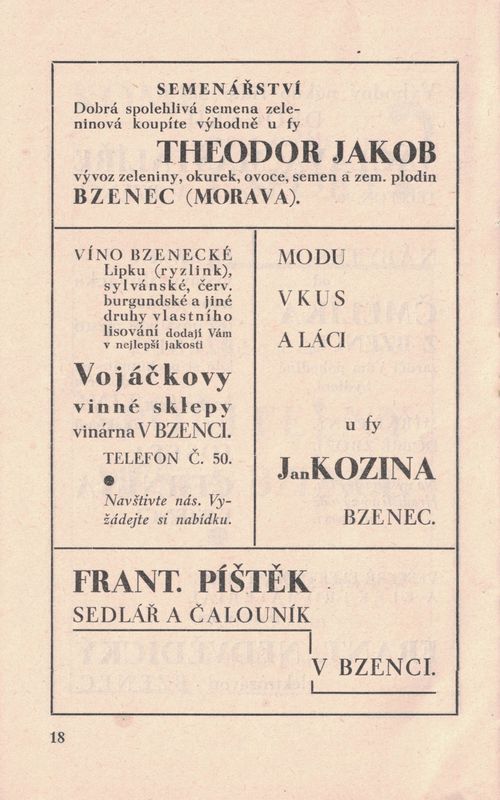 SEMENÁŘSTVÍ
Dobrá spolehlivá semena zele-
ninová koupíte výhodně u fy
THEODOR JAKOB
vývoz zeleniny, okurek, ovoce, semen a zem. plodin
BZENEC (MORAVA).
VÍNO BZENECKÉ
Lipku (ryzlink),
sylvánské, červ.
burgundské a jiné
druhy vlastního
lisování dodají Vám
v nejlepší jakosti
Vojáčkovy
vinné sklepy
vinárna V BZENCI.
TELEFON Č. 50.
Navštivte nás. Vy-
žádejte si nabídku.
MODU
VKUS
A LÁCI
u fy
Jan KOZINA
BZENEC.
FRANT. PÍŠTĚK
SEDLÁŘ A ČALOUNÍK
V BZENCI.
18